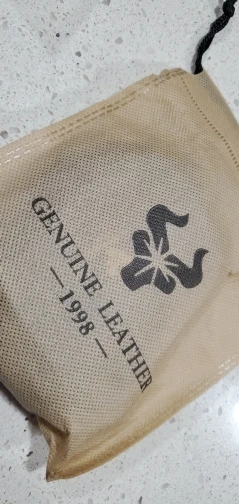 GENUINE LEATHER
— 1998 —